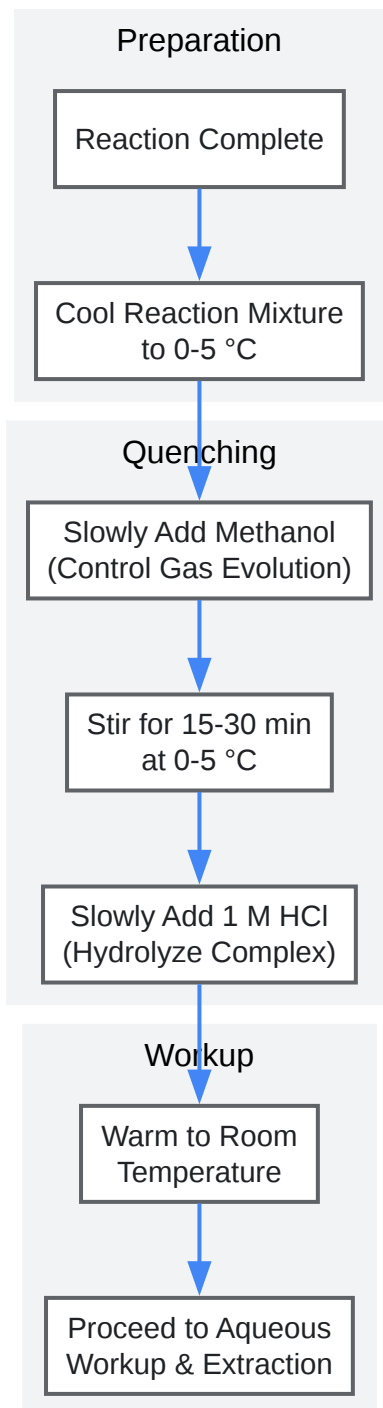 Preparation
Reaction Complete
Cool Reaction Mixture
to 0-5 °C
Quenching
Slowly Add Methanol
(Control Gas Evolution)
Stir for 15-30 min
at 0-5 °C
Slowly Add 1 M HCl
(Hydrolyze Complex)
Workup
Warm to Room
Temperature
Proceed to Aqueous
Workup & Extraction